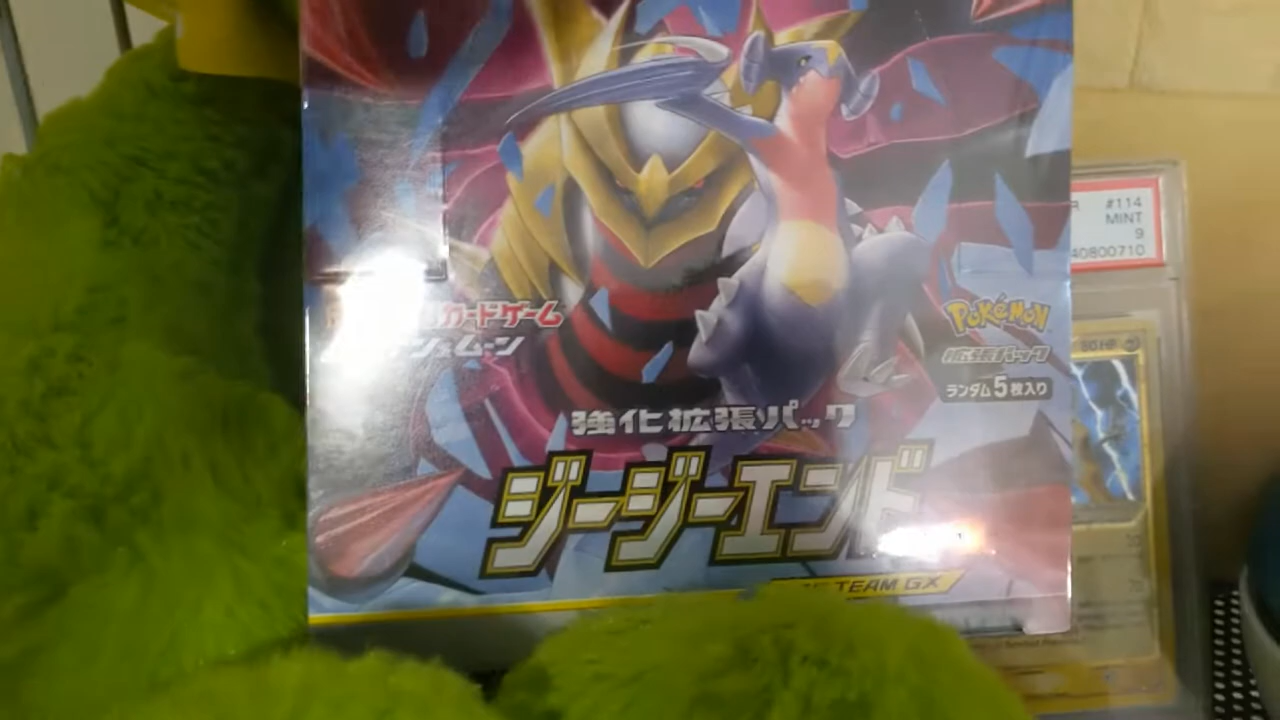 #114
MINT
9
40800710
カードゲーム
ムーン
Pokémon
拡張パック
ランダム5枚入り
強化拡張パック
ジージーエンド
TEAM GX